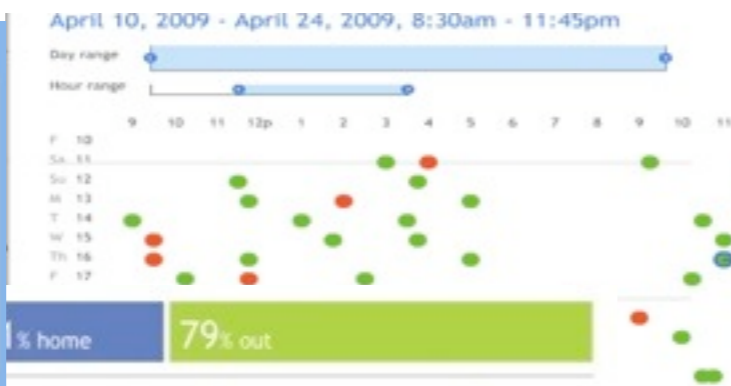 April 10, 2009 - April 24, 2009, 8:30am - 11:45pm
Day range
Hour range
9 10 11 12p 1 2 3 4 5 6 7 8 9 10 11
F 10
Sa 11
Su 12
M 13
T 14
W 15
Th 16
F 17
1% home 79% out